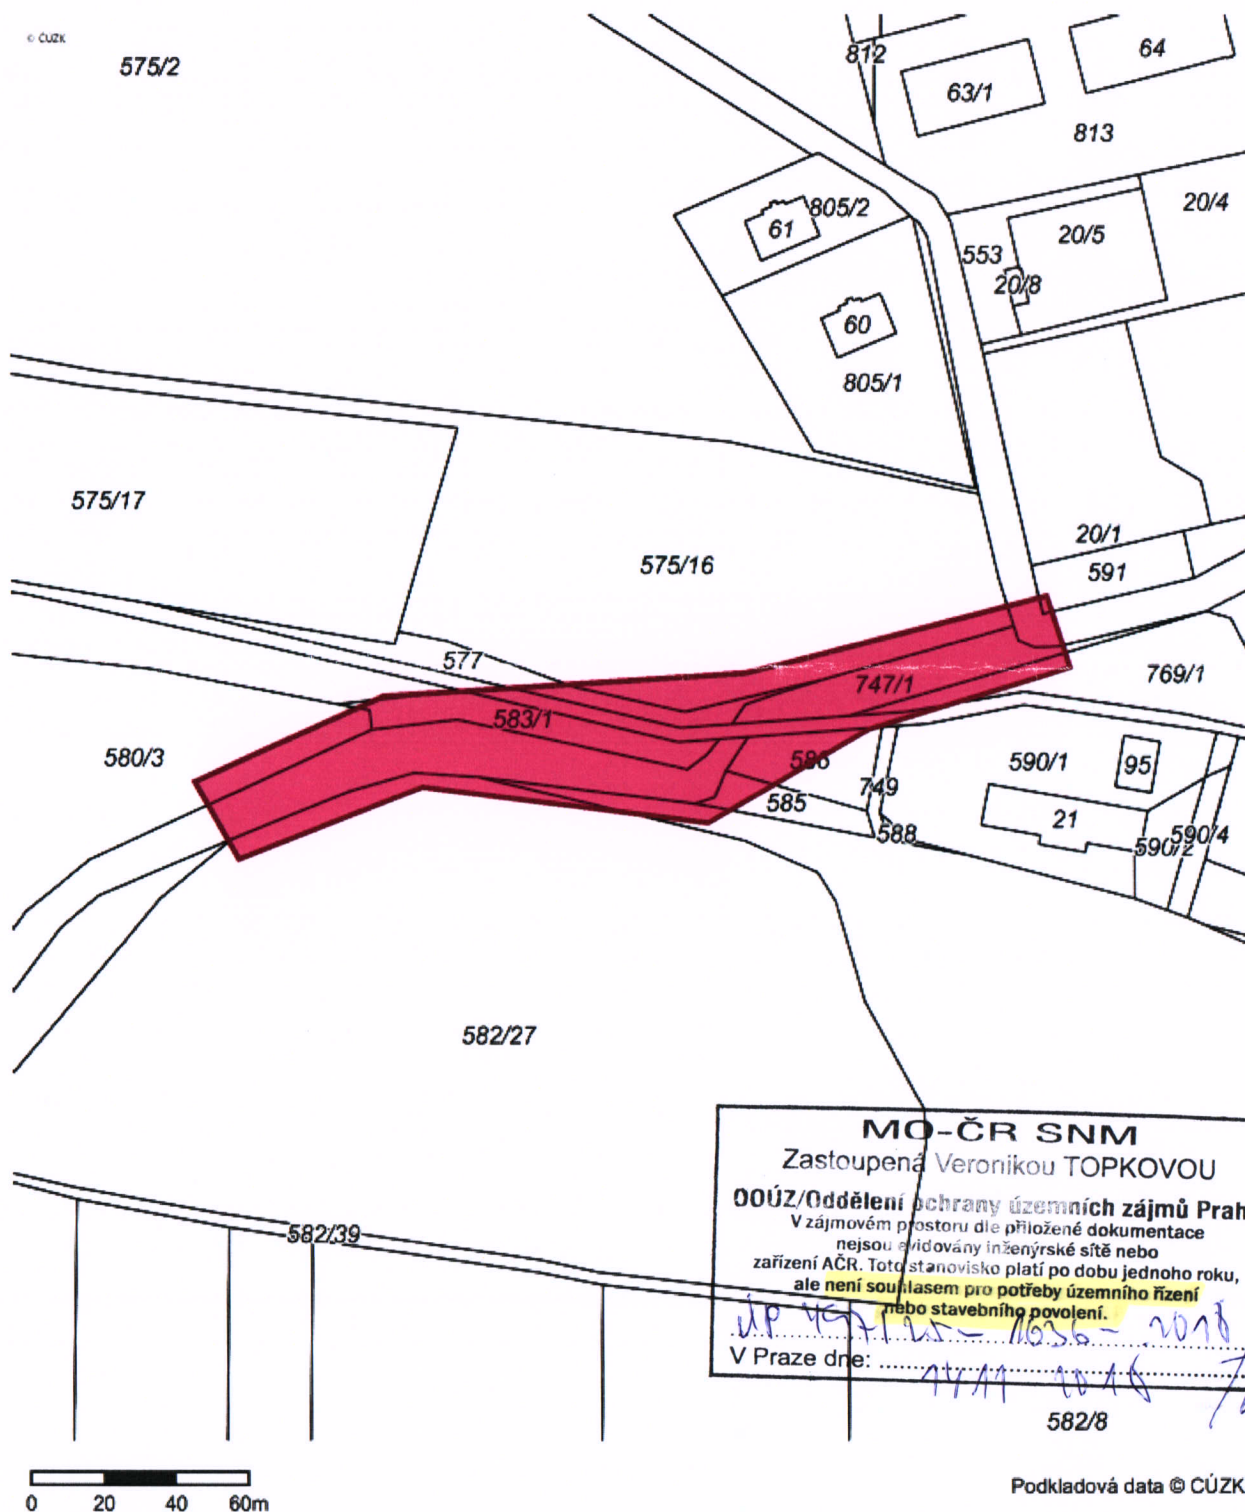 © ČÚZK
575/2
812
63/1
64
813
805/2
61
20/4
20/5
553
20/8
60
805/1
575/17
20/1
575/16
591
577
769/1
747/1
583/1
580/3
586
590/1
95
749
585
21
588
590/2
590/4
582/27
MO-ČR SNM
Zastoupená Veronikou TOPKOVOU
OOÚZ/Oddělení ochrany územních zájmů Prah
V zájmovém prostoru dle přiložené dokumentace
nejsou evidovány inženýrské sítě nebo
zařízení AČR. Toto stanovisko platí po dobu jednoho roku,
ale není souhlasem pro potřeby územního řízení
nebo stavebního povolení.
2018
V Praze dne:
582/39
582/8
0 20 40 60m
Podkladová data © ČÚZK